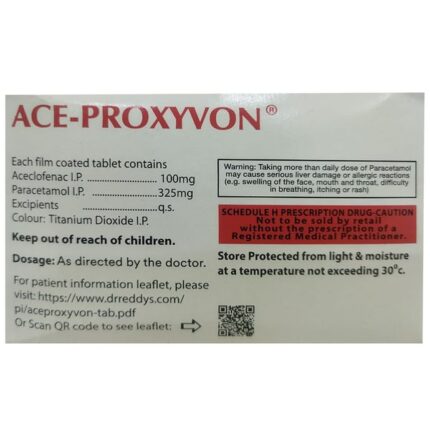 ACE-PROXYVON®
Each film coated tablet contains
Aceclofenac I.P. ........................ 100mg
Paracetamol I.P. ........................ 325mg
Excipients ........................ q.s.
Colour: Titanium Dioxide I.P.
Keep out of reach of children.
Dosage: As directed by the doctor.
For patient information leaflet, please
visit: https://www.drreddys.com/
pi/aceproxyvon-tab.pdf
Or Scan QR code to see leaflet:
Warning: Taking more than daily dose of Paracetamol
may cause serious liver damage or allergic reactions
(e.g. swelling of the face, mouth and throat, difficulty
in breathing, itching or rash)
SCHEDULE H PRESCRIPTION DRUG-CAUTION
Not to be sold by retail
without the prescription of a
Registered Medical Practitioner.
Store Protected from light & moisture
at a temperature not exceeding 30°c.